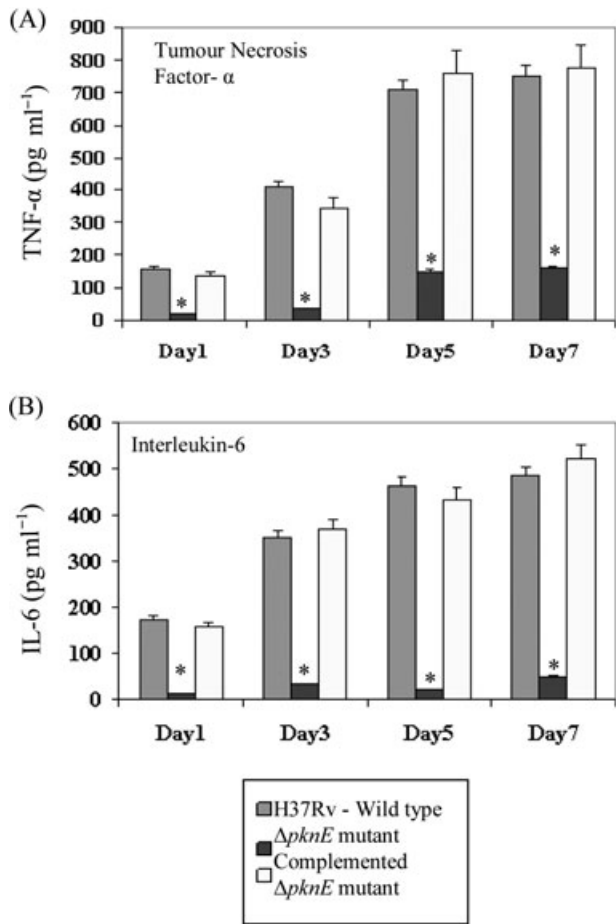 (A)
Tumour Necrosis
Factor- α
TNF-α (pg ml⁻¹)
900
800
700
600
500
400
300
200
100
0
*
*
*
*
Day1 Day3 Day5 Day7
(B)
Interleukin-6
IL-6 (pg ml⁻¹)
600
500
400
300
200
100
0
*
*
*
*
Day1 Day3 Day5 Day7
H37Rv - Wild type
ΔpknE mutant
Complemented
ΔpknE mutant